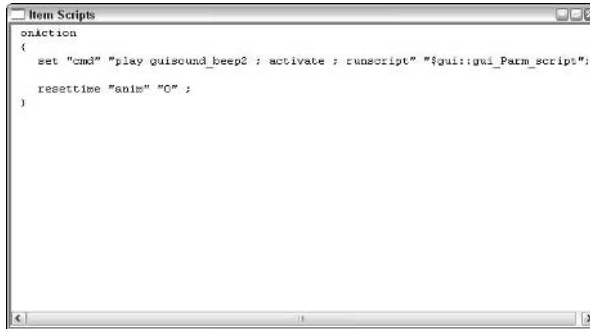 Item Scripts
onAction
{
set "cmd" "play guisound_beep2 ; activate ; runscript" "$gui::gui_Parm_script";
resettime "anim" "0" ;
}